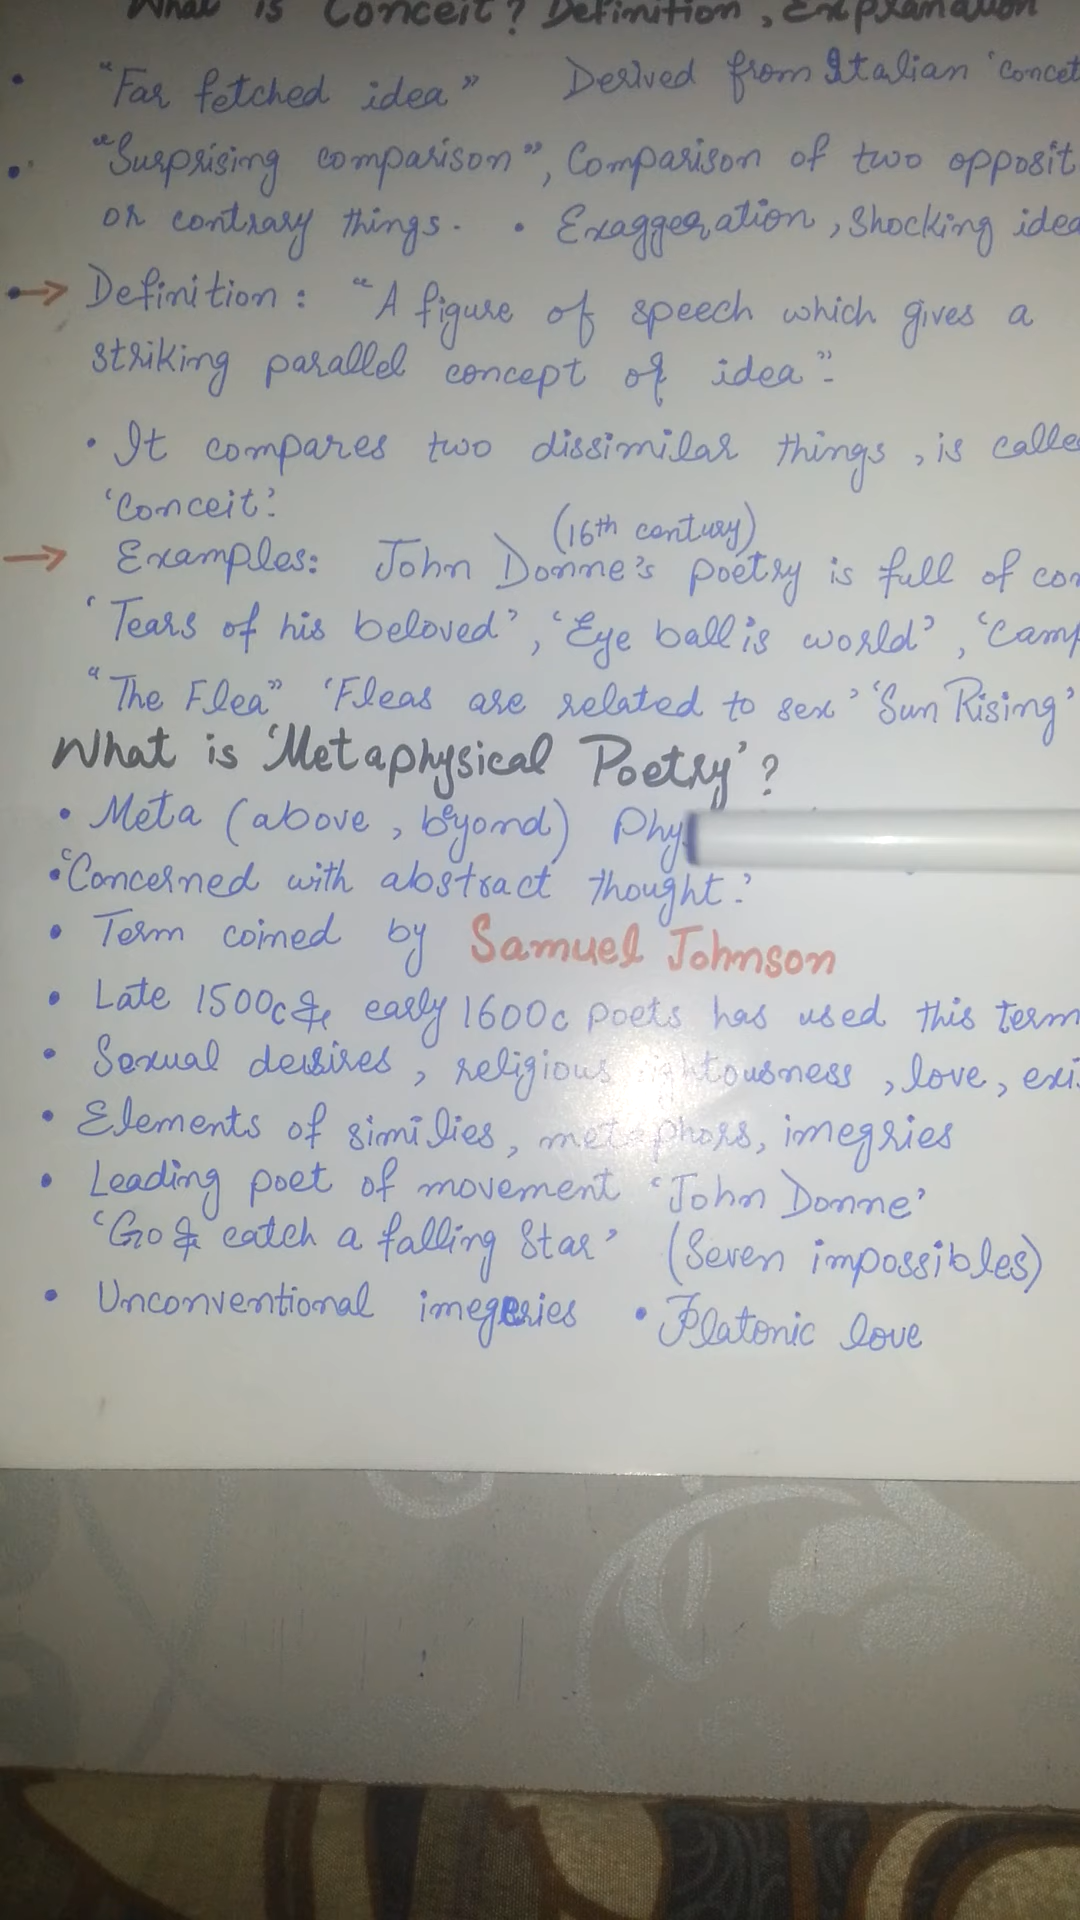 What is Conceit? Definition, Explanation
• "Far fetched idea" Derived from Italian 'concet
• "Surprising comparison", Comparison of two opposit
or contrary things. • Exaggeration, Shocking idea
→ Definition: "A figure of speech which gives a
striking parallel concept of idea".
• It compares two dissimilar things, is calle
'Conceit'.
(16th century)
→ Examples: John Donne's poetry is full of con
'Tears of his beloved', 'Eye ball is world', 'Camp
"The Flea" 'Fleas are related to sex' 'Sun Rising'
What is 'Metaphysical Poetry'?
• Meta (above, beyond) Phy
• 'Concerned with abstract thought.'
• Term coined by Samuel Johnson
• Late 1500c & early 1600c poets has used this term
• Sexual desires, religious ightousness, love, exi
• Elements of similies, metaphors, imegries
• Leading poet of movement 'John Donne'
'Go & catch a falling Star' (Seven impossibles)
• Unconventional imegeries • Platonic love